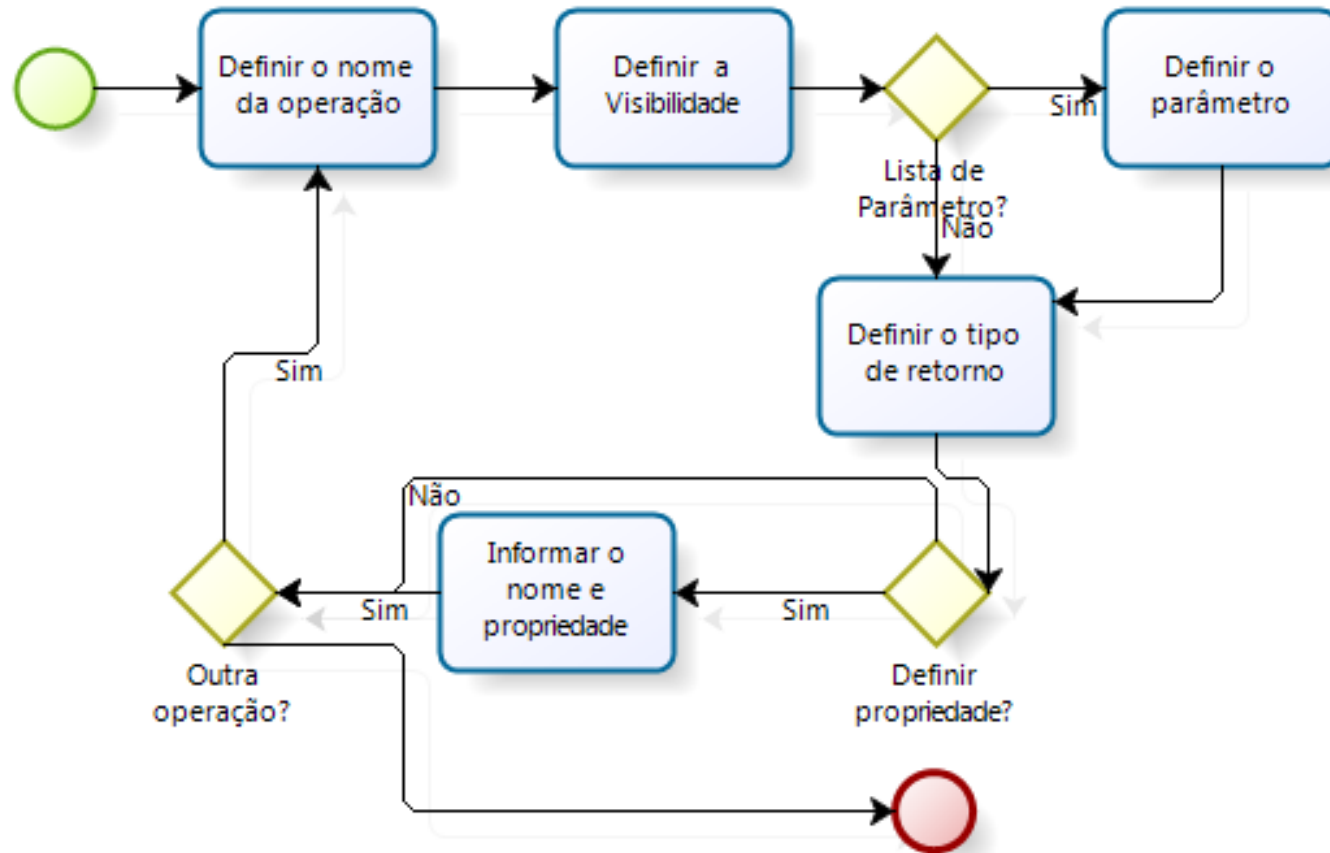 Definir o nome
da operação
Definir a
Visibilidade
Sim
Definir o
parâmetro
Lista de
Parâmetro?
Não
Definir o tipo
de retorno
Sim
Não
Informar o
nome e
propriedade
Sim
Sim
Outra
operação?
Definir
propriedade?